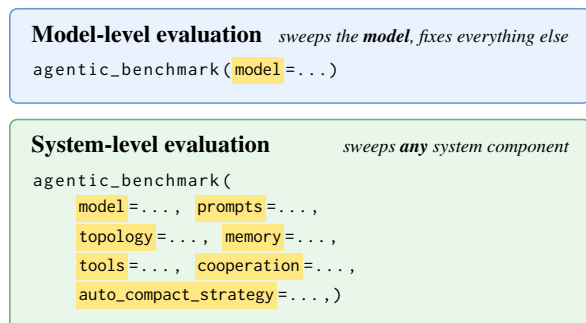 Model-level evaluation sweeps the model, fixes everything else
agentic_benchmark(model=...)
System-level evaluation sweeps any system component
agentic_benchmark(
model=..., prompts=...,
topology=..., memory=...,
tools=..., cooperation=...,
auto_compact_strategy=...,)